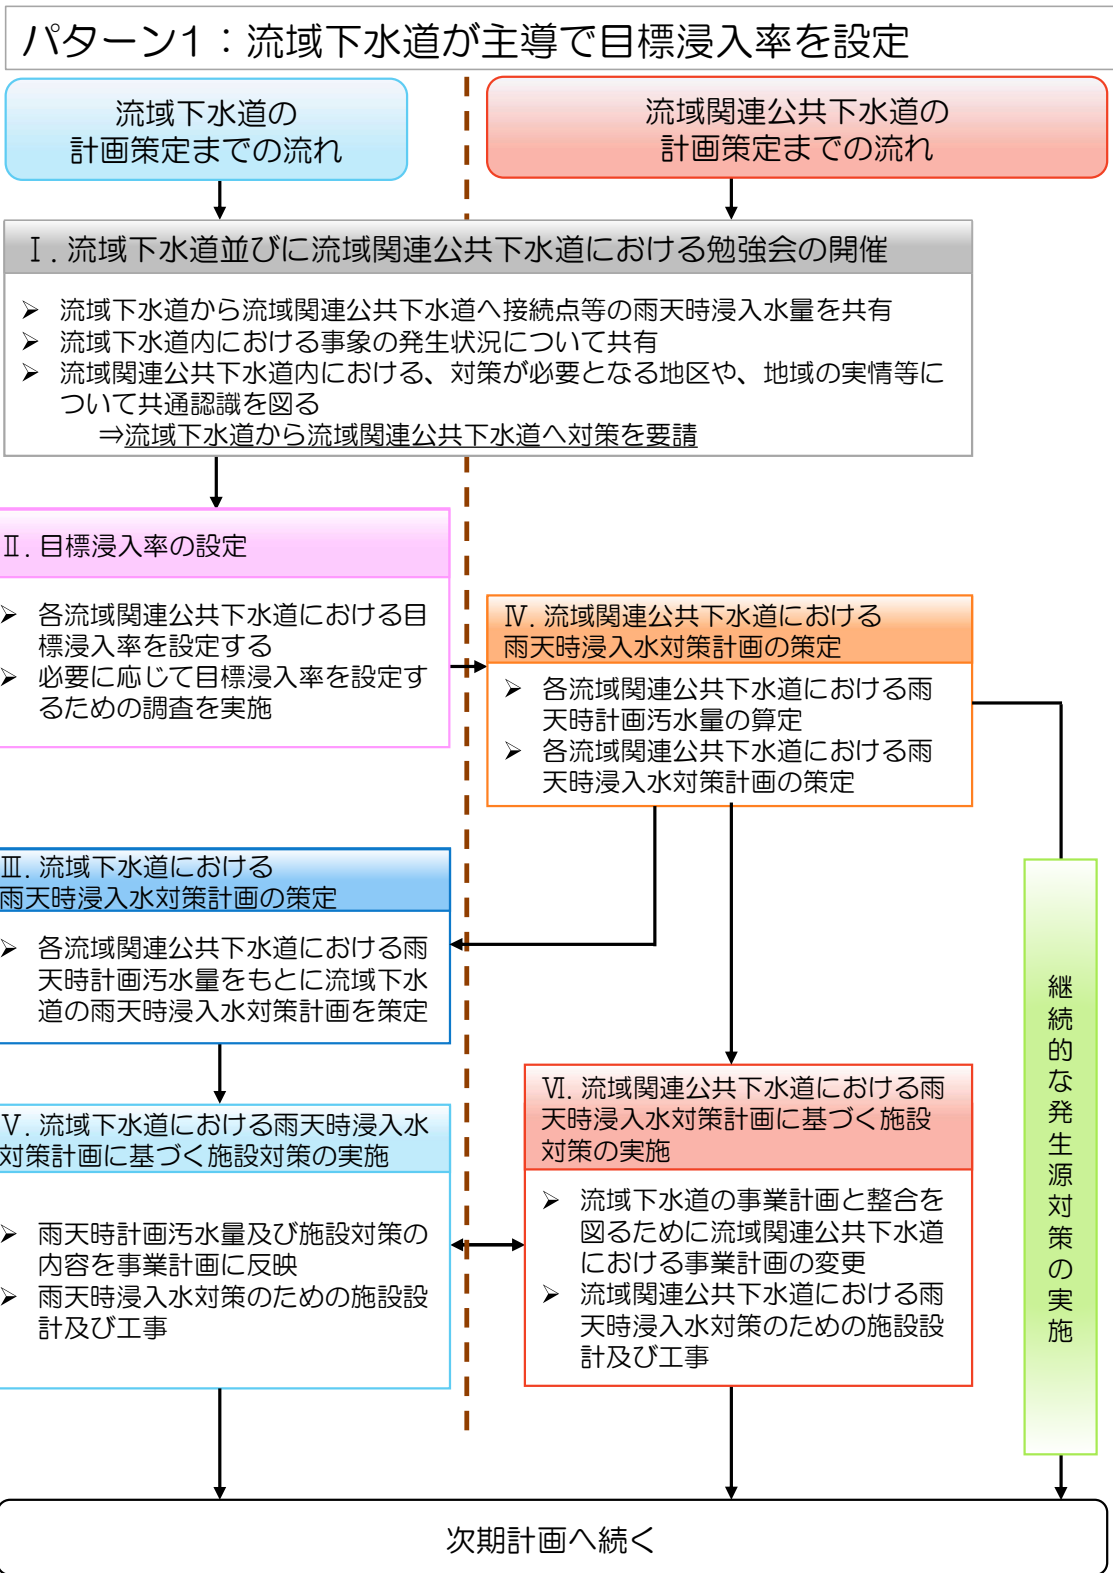 パターン1：流域下水道が主導で目標浸入率を設定
流域下水道の
計画策定までの流れ
流域関連公共下水道の
計画策定までの流れ
Ⅰ. 流域下水道並びに流域関連公共下水道における勉強会の開催
➢ 流域下水道から流域関連公共下水道へ接続点等の雨天時浸入水量を共有
➢ 流域下水道内における事象の発生状況について共有
➢ 流域関連公共下水道内における、対策が必要となる地区や、地域の実情等に
ついて共通認識を図る
⇒流域下水道から流域関連公共下水道へ対策を要請
Ⅱ. 目標浸入率の設定
➢ 各流域関連公共下水道における目
標浸入率を設定する
➢ 必要に応じて目標浸入率を設定す
るための調査を実施
Ⅳ. 流域関連公共下水道における
雨天時浸入水対策計画の策定
➢ 各流域関連公共下水道における雨
天時計画汚水量の算定
➢ 各流域関連公共下水道における雨
天時浸入水対策計画の策定
Ⅲ. 流域下水道における
雨天時浸入水対策計画の策定
➢ 各流域関連公共下水道における雨
天時計画汚水量をもとに流域下水
道の雨天時浸入水対策計画を策定
Ⅴ. 流域下水道における雨天時浸入水
対策計画に基づく施設対策の実施
➢ 雨天時計画汚水量及び施設対策の
内容を事業計画に反映
➢ 雨天時浸入水対策のための施設設
計及び工事
Ⅵ. 流域関連公共下水道における雨
天時浸入水対策計画に基づく施設
対策の実施
➢ 流域下水道の事業計画と整合を
図るために流域関連公共下水道
における事業計画の変更
➢ 流域関連公共下水道における雨
天時浸入水対策のための施設設
計及び工事
継続的な発生源対策の実施
次期計画へ続く